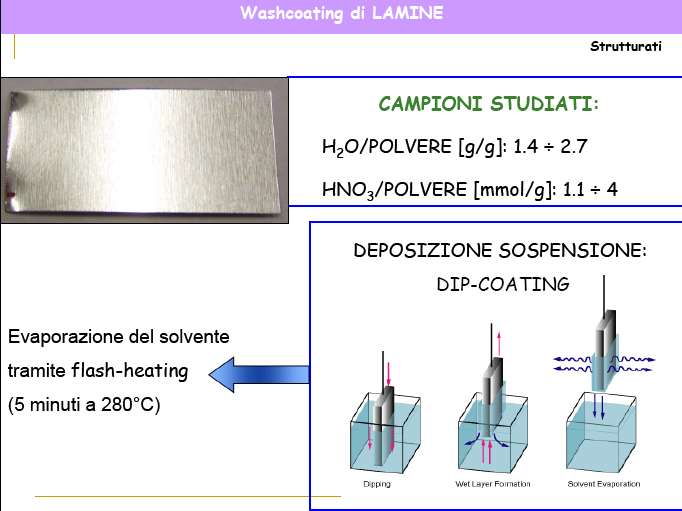 Washcoating di LAMINE
Strutturati
CAMPIONI STUDIATI:
H₂O/POLVERE [g/g]: 1.4 ÷ 2.7
HNO₃/POLVERE [mmol/g]: 1.1 ÷ 4
DEPOSIZIONE SOSPENSIONE:
DIP-COATING
Evaporazione del solvente
tramite flash-heating
(5 minuti a 280°C)
Dipping
Wet Layer Formation
Solvent Evaporation